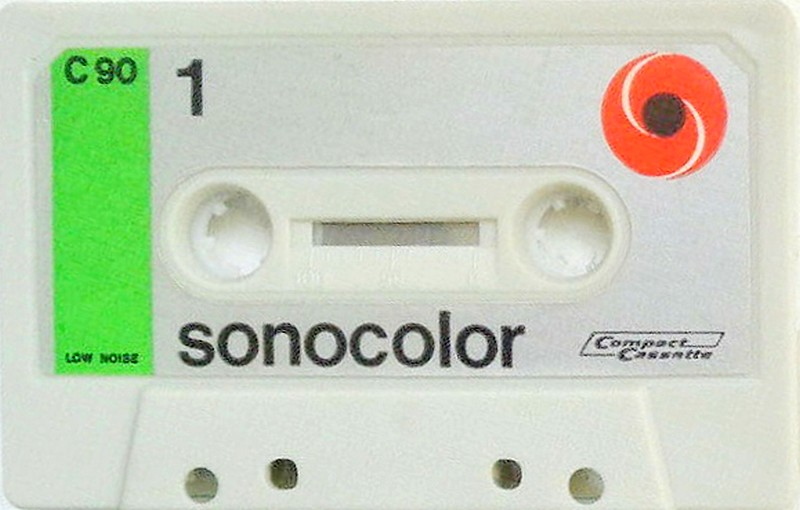 C 90
1
LOW NOISE
sonocolor
Compact
Cassette